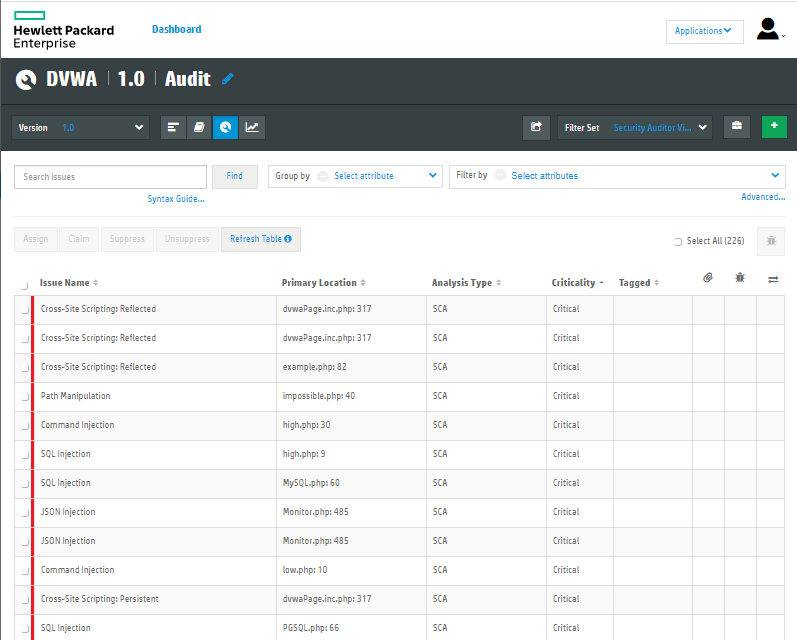 Hewlett Packard
Enterprise
Dashboard
Applications
DVWA 1.0 Audit
Version 1.0
Filter Set Security Auditor Vi...
Search issues
Find
Group by Select attribute
Filter by Select attributes
Syntax Guide...
Advanced...
Assign Claim Suppress Unsuppress Refresh Table
Select All (226)
Issue Name Primary Location Analysis Type Criticality Tagged
Cross-Site Scripting: Reflected dvwaPage.inc.php: 317 SCA Critical
Cross-Site Scripting: Reflected dvwaPage.inc.php: 317 SCA Critical
Cross-Site Scripting: Reflected example.php: 82 SCA Critical
Path Manipulation impossible.php: 40 SCA Critical
Command Injection high.php: 30 SCA Critical
SQL Injection high.php: 9 SCA Critical
SQL Injection MySQL.php: 60 SCA Critical
JSON Injection Monitor.php: 485 SCA Critical
JSON Injection Monitor.php: 485 SCA Critical
Command Injection low.php: 10 SCA Critical
Cross-Site Scripting: Persistent dvwaPage.inc.php: 317 SCA Critical
SQL Injection PGSQL.php: 66 SCA Critical